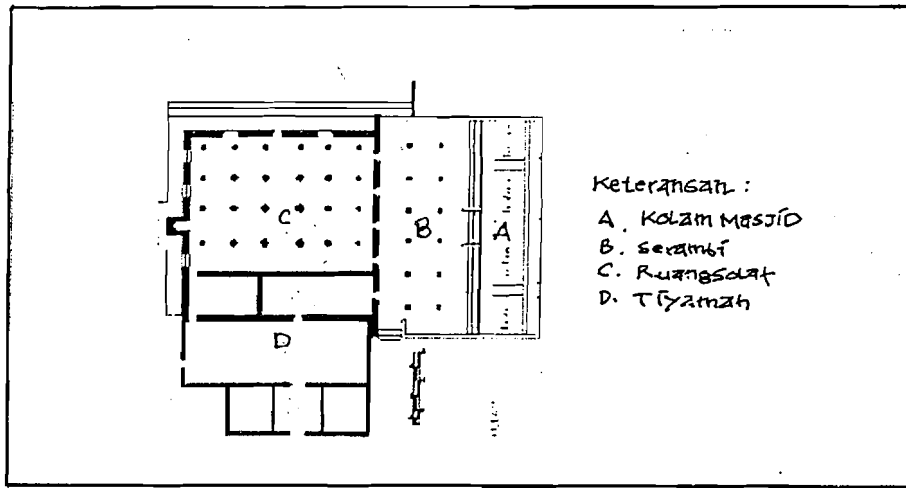 C
B
A
D
Keterangan :
A. Kolam Masjid
B. Serambi
C. Ruangsolat
D. Tiyamah